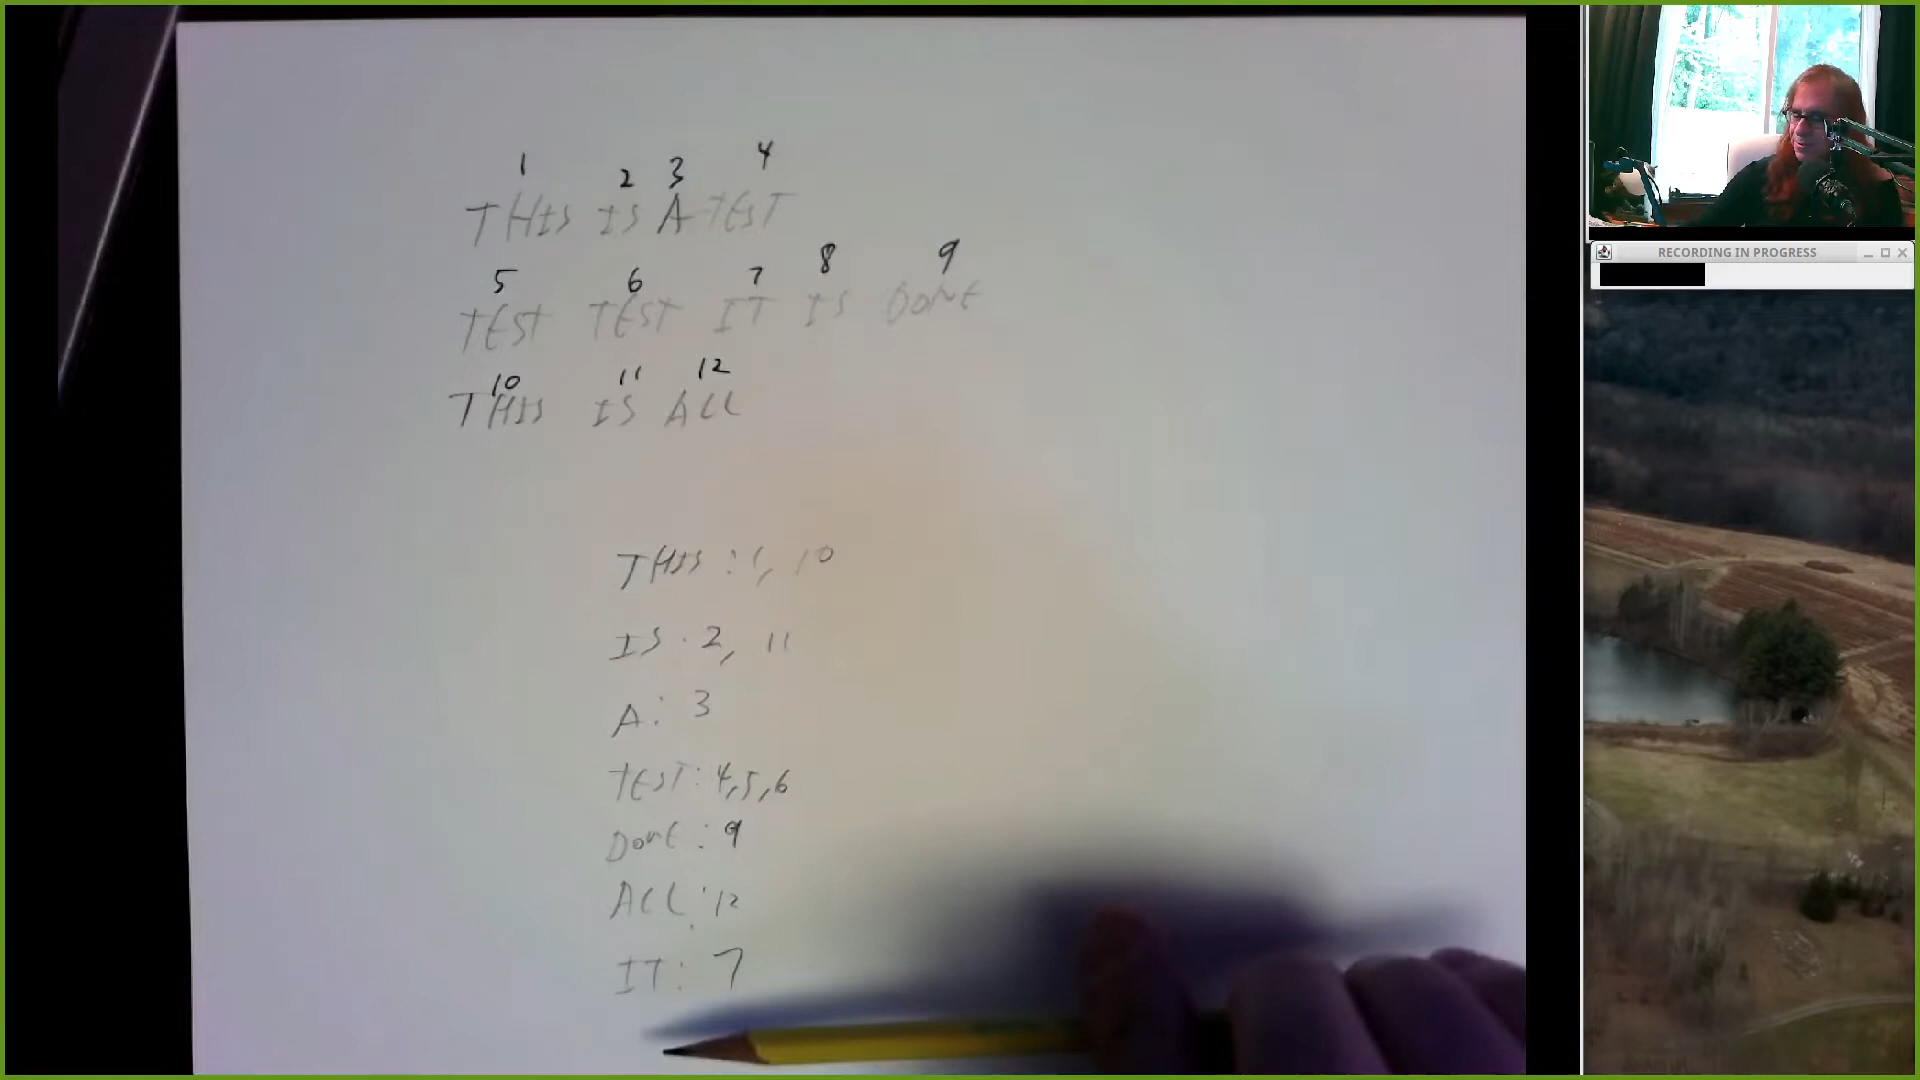 1 2 3 4
THIS IS A TEST
5 6 7 8 9
TEST TEST IT IS DONE
10 11 12
THIS IS ALL
THIS : 1, 10
IS : 2, 11
A : 3
TEST : 4,5,6
DONE : 9
ALL : 12
IT : 7
RECORDING IN PROGRESS